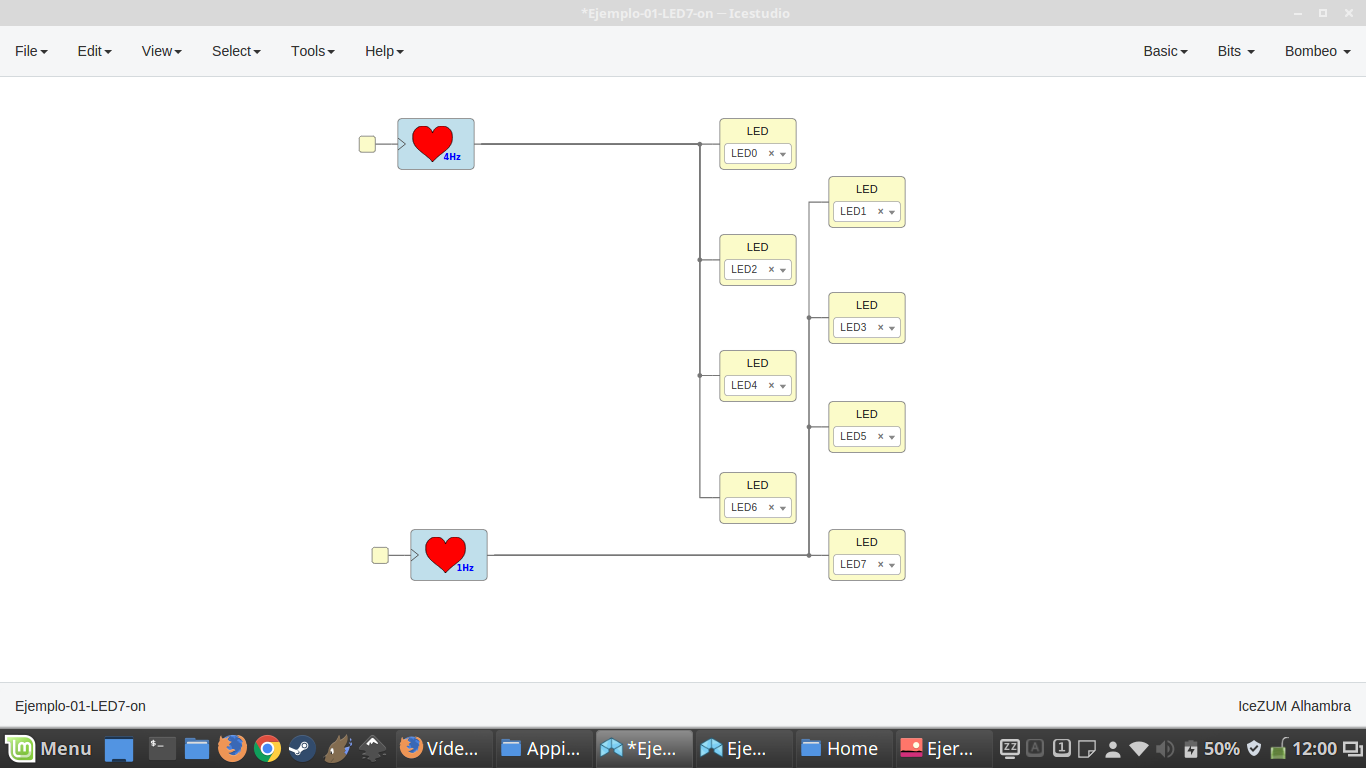 *Ejemplo-01-LED7-on — Icestudio
File Edit View Select Tools Help Basic Bits Bombeo
4Hz
LED
LED0 ×
LED
LED1 ×
LED
LED2 ×
LED
LED3 ×
LED
LED4 ×
LED
LED5 ×
LED
LED6 ×
1Hz
LED
LED7 ×
Ejemplo-01-LED7-on IceZUM Alhambra
Menu $- Víde... Appi... *Eje... Eje... Home Ejer... ZZ A 1 50% 12:00